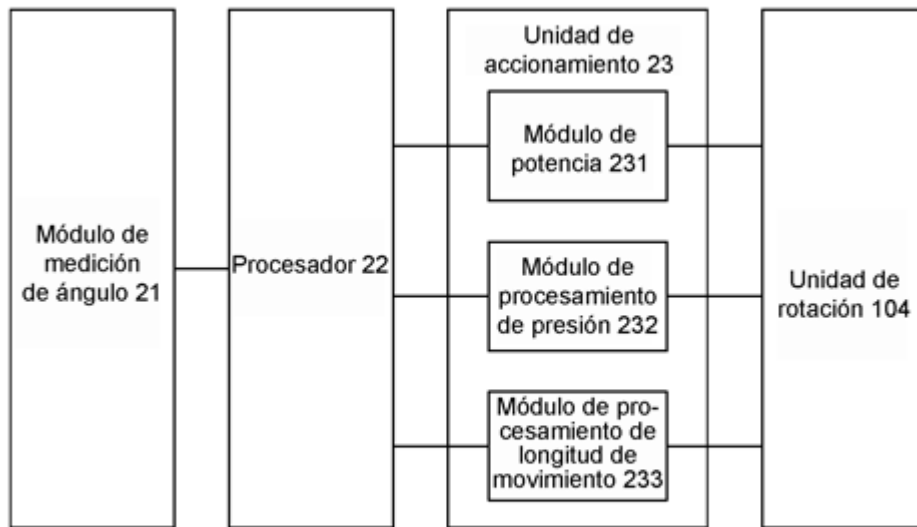 Módulo de
medición
de ángulo 21
Procesador 22
Unidad de
accionamiento 23
Módulo de
potencia 231
Módulo de
procesamiento
de presión 232
Módulo de pro-
cesamiento de
longitud de
movimiento 233
Unidad de
rotación 104